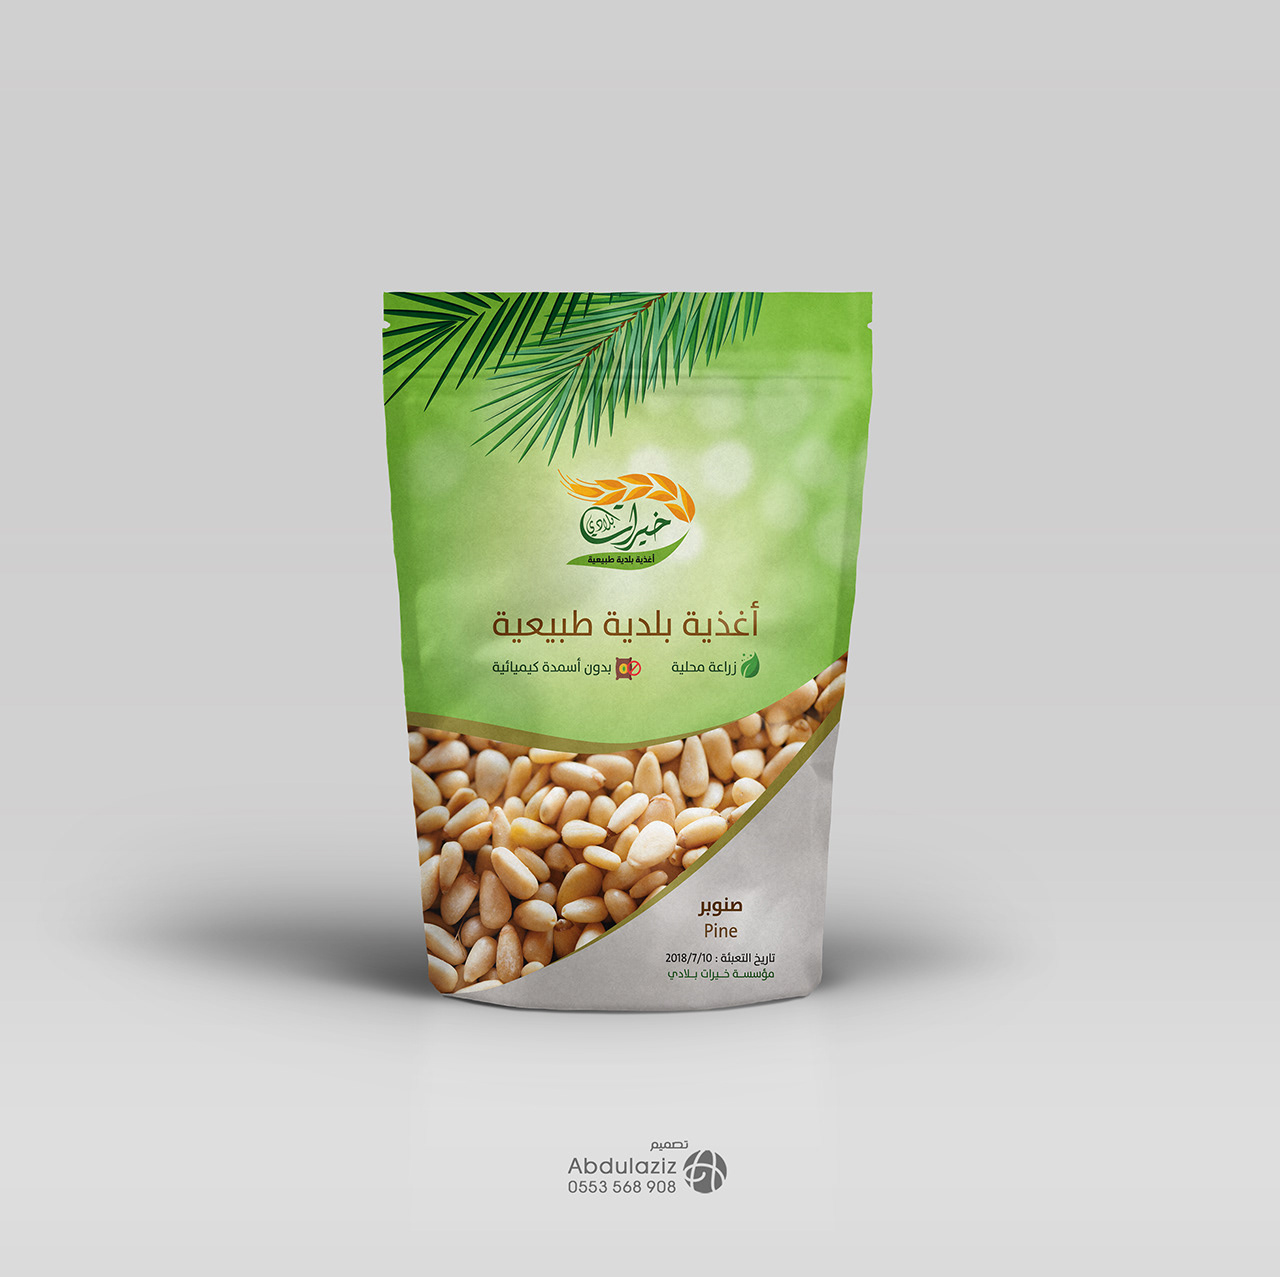 خيرات بلادي
أغذية بلدية طبيعية
أغذية بلدية طبيعية
زراعة محلية
بدون أسمدة كيميائية
صنوبر
Pine
تاريخ التعبئة : 2018/7/10
مؤسسة خيرات بلادي
تصميم
Abdulaziz
0553 568 908